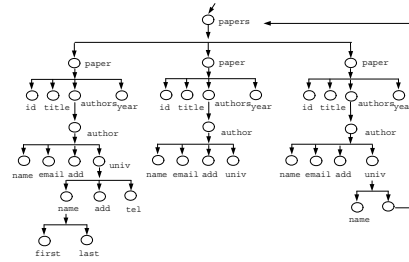 papers
paper paper paper
id title authors year id title authors year id title authors year
author author author
name email add univ name email add univ name email add univ
name add tel name
first last